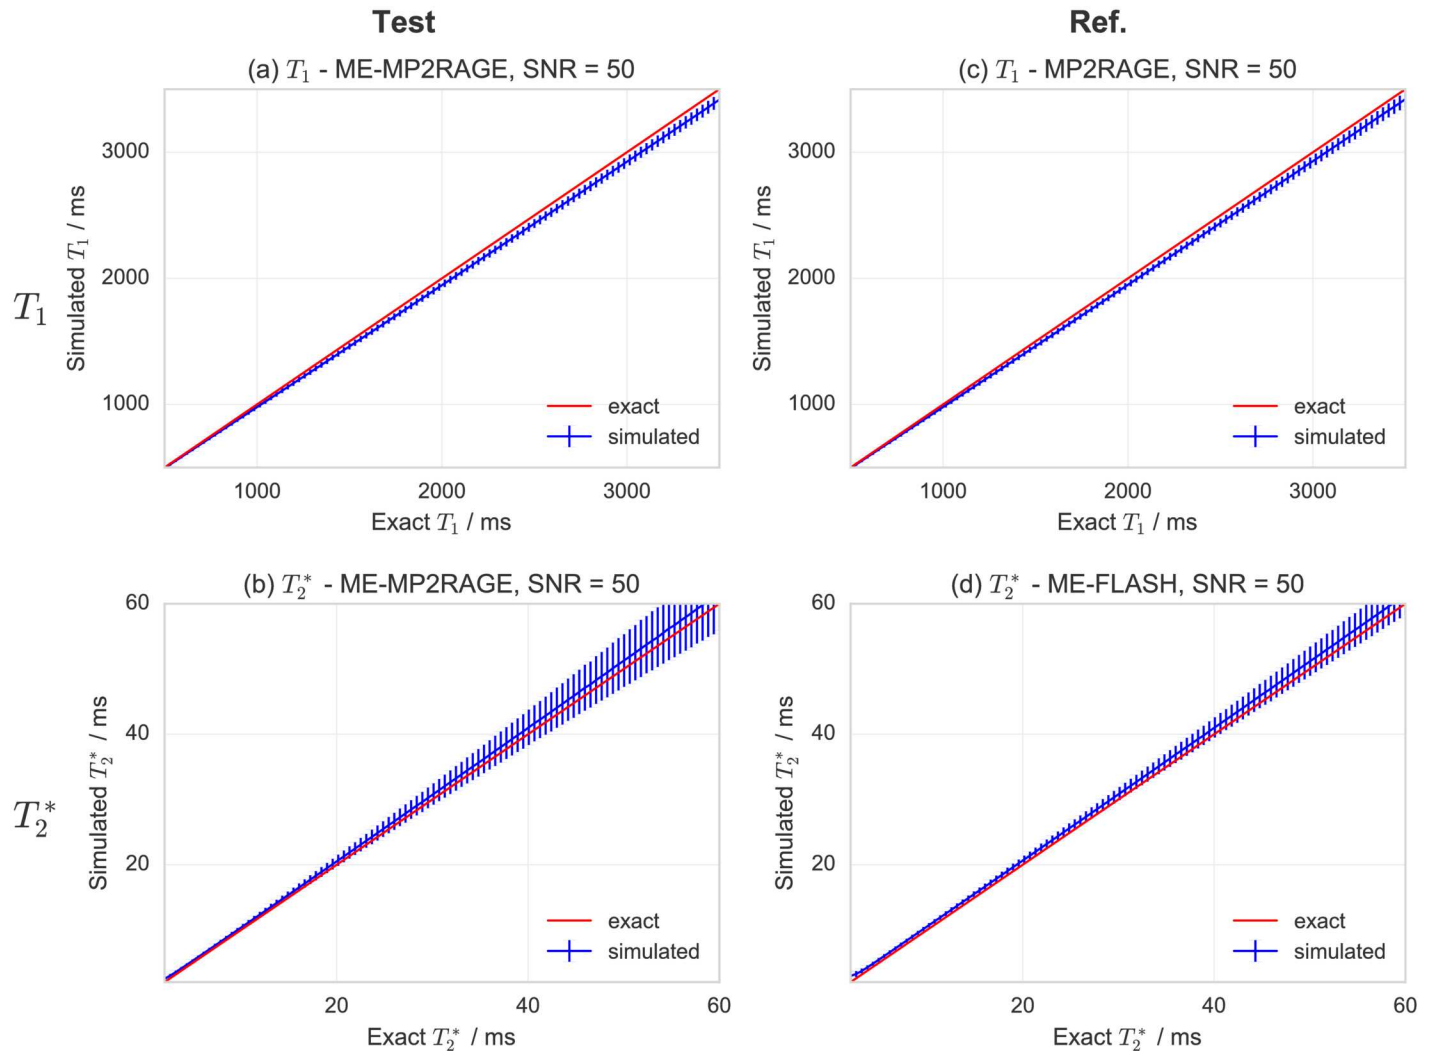 Test
Ref.
(a) T₁ - ME-MP2RAGE, SNR = 50
(c) T₁ - MP2RAGE, SNR = 50
T₁
Simulated T₁ / ms
3000
2000
1000
exact
simulated
1000 2000 3000
Exact T₁ / ms
Simulated T₁ / ms
3000
2000
1000
exact
simulated
1000 2000 3000
Exact T₁ / ms
(b) T₂* - ME-MP2RAGE, SNR = 50
(d) T₂* - ME-FLASH, SNR = 50
T₂*
Simulated T₂* / ms
60
40
20
exact
simulated
20 40 60
Exact T₂* / ms
Simulated T₂* / ms
60
40
20
exact
simulated
20 40 60
Exact T₂* / ms